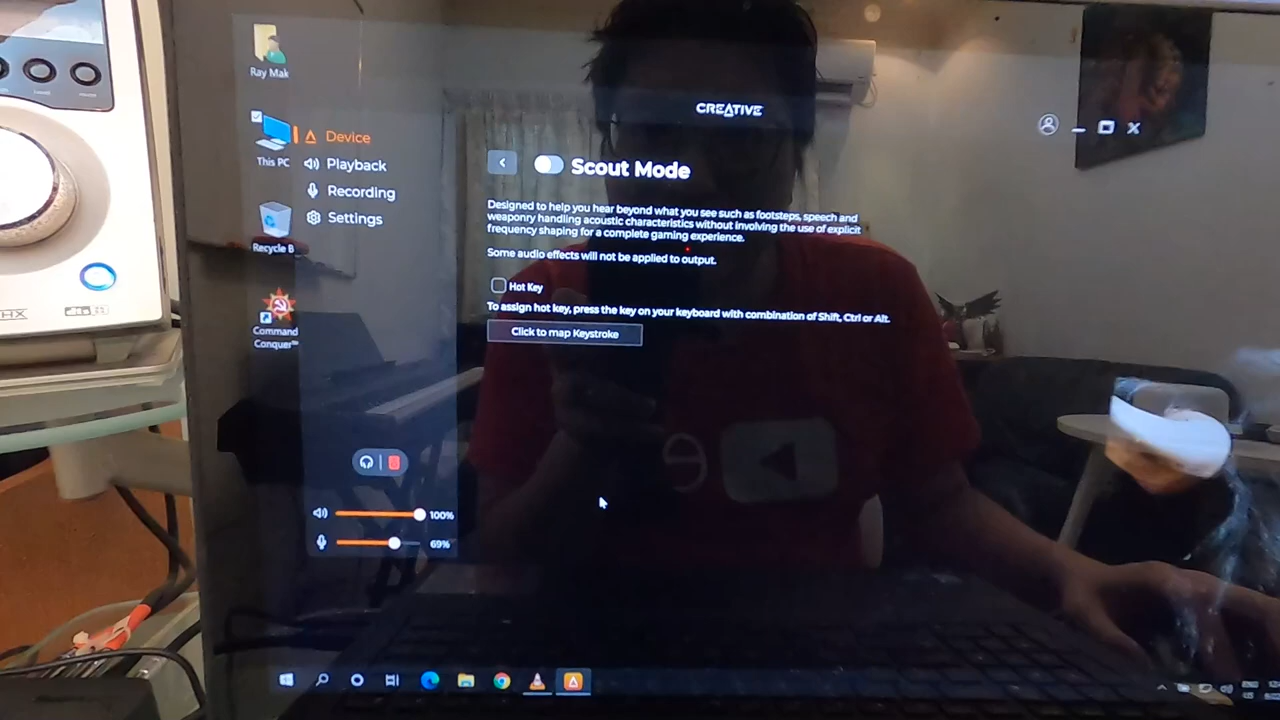 Ray Mak
This PC
Recycle B
Command
Conquer™
THX
dts
CREATIVE
Device
Playback
Recording
Settings
Scout Mode
Designed to help you hear beyond what you see such as footsteps, speech and
weaponry handling acoustic characteristics without involving the use of explicit
frequency shaping for a complete gaming experience.
Some audio effects will not be applied to output.
Hot Key
To assign hot key, press the key on your keyboard with combination of Shift, Ctrl or Alt.
Click to map Keystroke
100%
69%